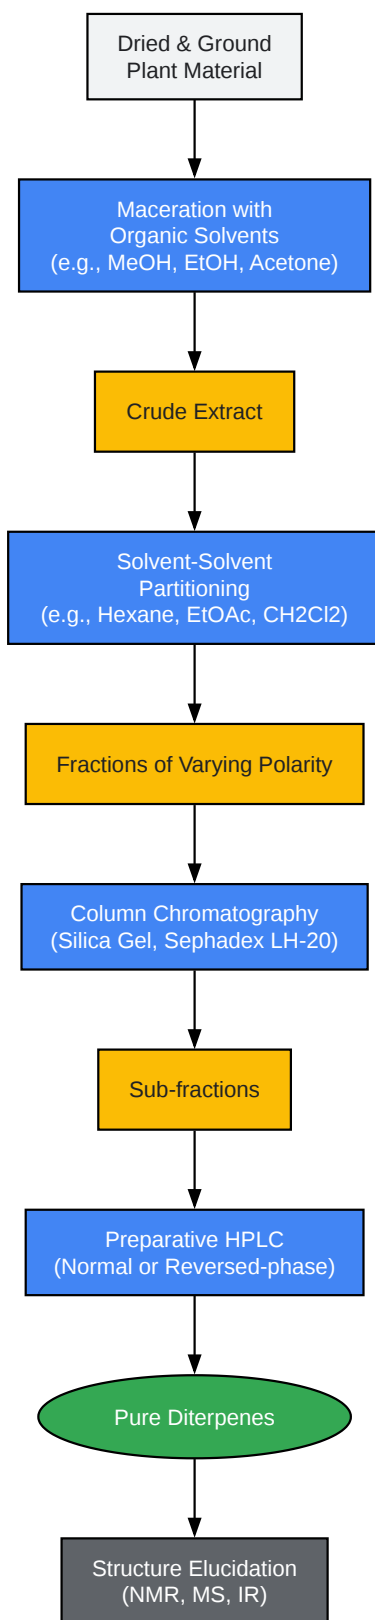 Dried & Ground
Plant Material
Maceration with
Organic Solvents
(e.g., MeOH, EtOH, Acetone)
Crude Extract
Solvent-Solvent
Partitioning
(e.g., Hexane, EtOAc, CH2Cl2)
Fractions of Varying Polarity
Column Chromatography
(Silica Gel, Sephadex LH-20)
Sub-fractions
Preparative HPLC
(Normal or Reversed-phase)
Pure Diterpenes
Structure Elucidation
(NMR, MS, IR)